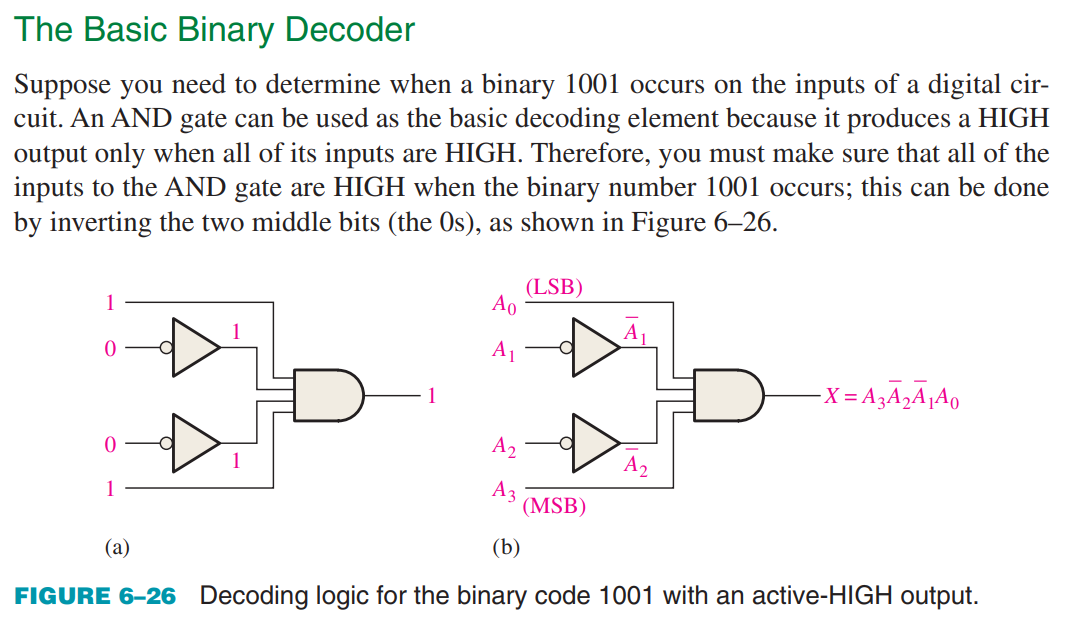 The Basic Binary Decoder
Suppose you need to determine when a binary 1001 occurs on the inputs of a digital cir-
cuit. An AND gate can be used as the basic decoding element because it produces a HIGH
output only when all of its inputs are HIGH. Therefore, you must make sure that all of the
inputs to the AND gate are HIGH when the binary number 1001 occurs; this can be done
by inverting the two middle bits (the 0s), as shown in Figure 6–26.
1
0
1
0
1
1
1
(a)
A₀
(LSB)
A₁
A̅₁
A₂
A̅₂
A₃
(MSB)
X = A₃A̅₂A̅₁A₀
(b)
FIGURE 6–26 Decoding logic for the binary code 1001 with an active-HIGH output.